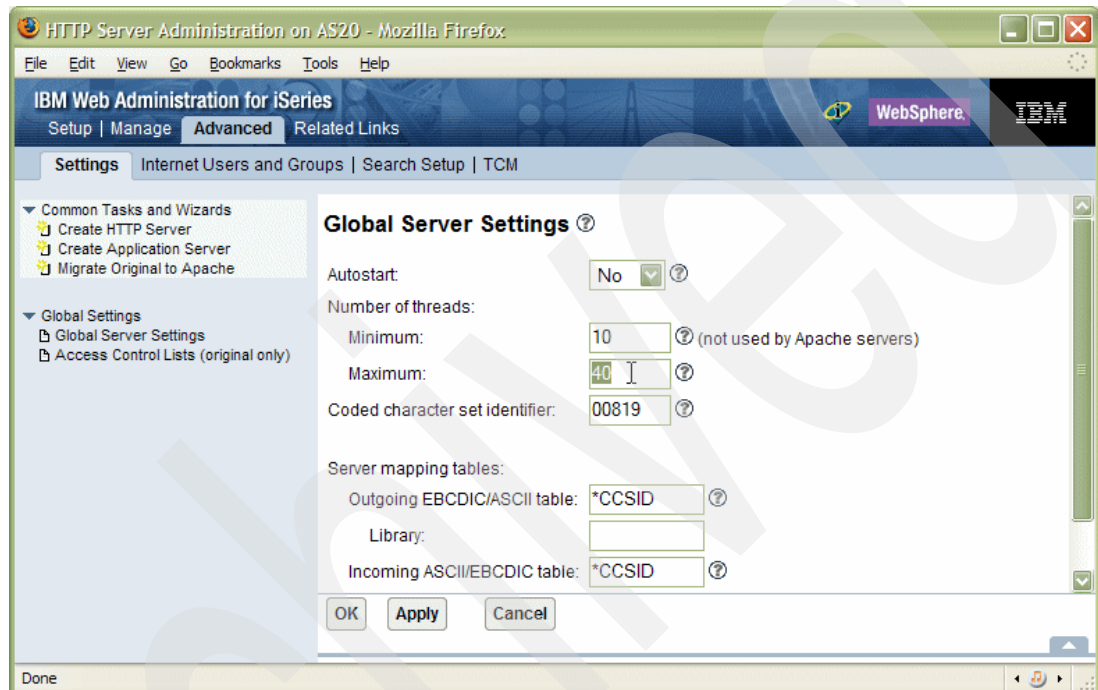 HTTP Server Administration on AS20 - Mozilla Firefox
File Edit View Go Bookmarks Tools Help
IBM Web Administration for iSeries
WebSphere.
IBM
Setup | Manage Advanced Related Links
Settings Internet Users and Groups | Search Setup | TCM
Common Tasks and Wizards
Create HTTP Server
Create Application Server
Migrate Original to Apache
Global Settings
Global Server Settings
Access Control Lists (original only)
Global Server Settings ?
Autostart: No ?
Number of threads:
Minimum: 10 ? (not used by Apache servers)
Maximum: 40 ?
Coded character set identifier: 00819 ?
Server mapping tables:
Outgoing EBCDIC/ASCII table: *CCSID ?
Library:
Incoming ASCII/EBCDIC table: *CCSID ?
OK Apply Cancel
Done